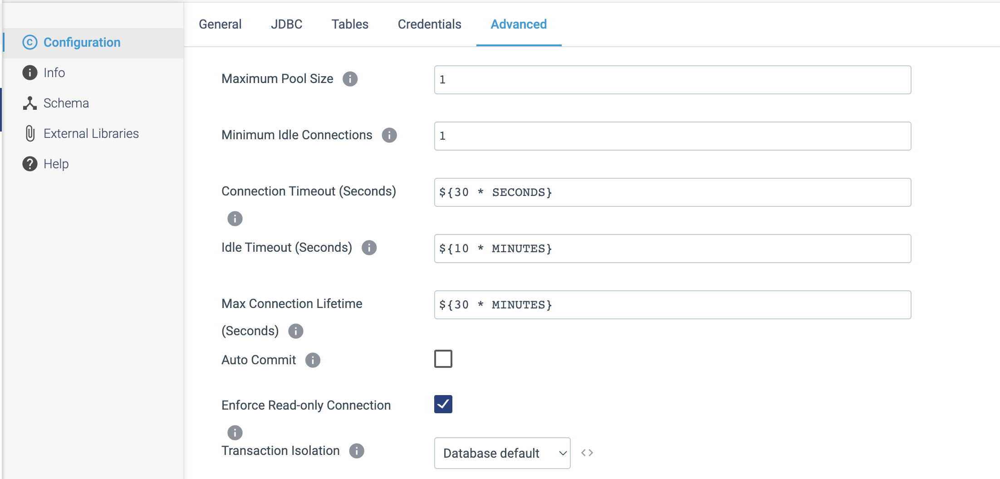 General JDBC Tables Credentials Advanced
Configuration
Info
Schema
External Libraries
Help
Maximum Pool Size 1
Minimum Idle Connections 1
Connection Timeout (Seconds) ${30 * SECONDS}
Idle Timeout (Seconds) ${10 * MINUTES}
Max Connection Lifetime
(Seconds) ${30 * MINUTES}
Auto Commit
Enforce Read-only Connection
Transaction Isolation Database default <>